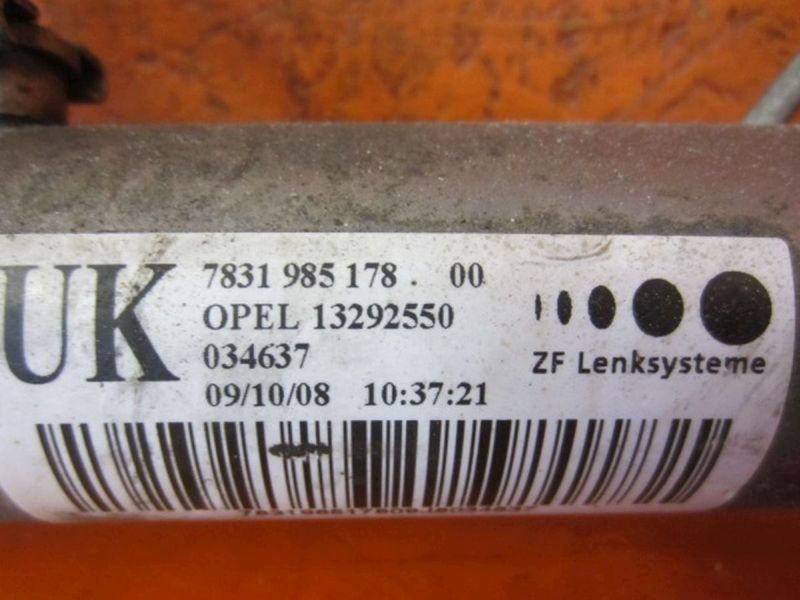 UK
7831 985 178 . 00
OPEL 13292550
034637
09/10/08 10:37:21
ZF Lenksysteme